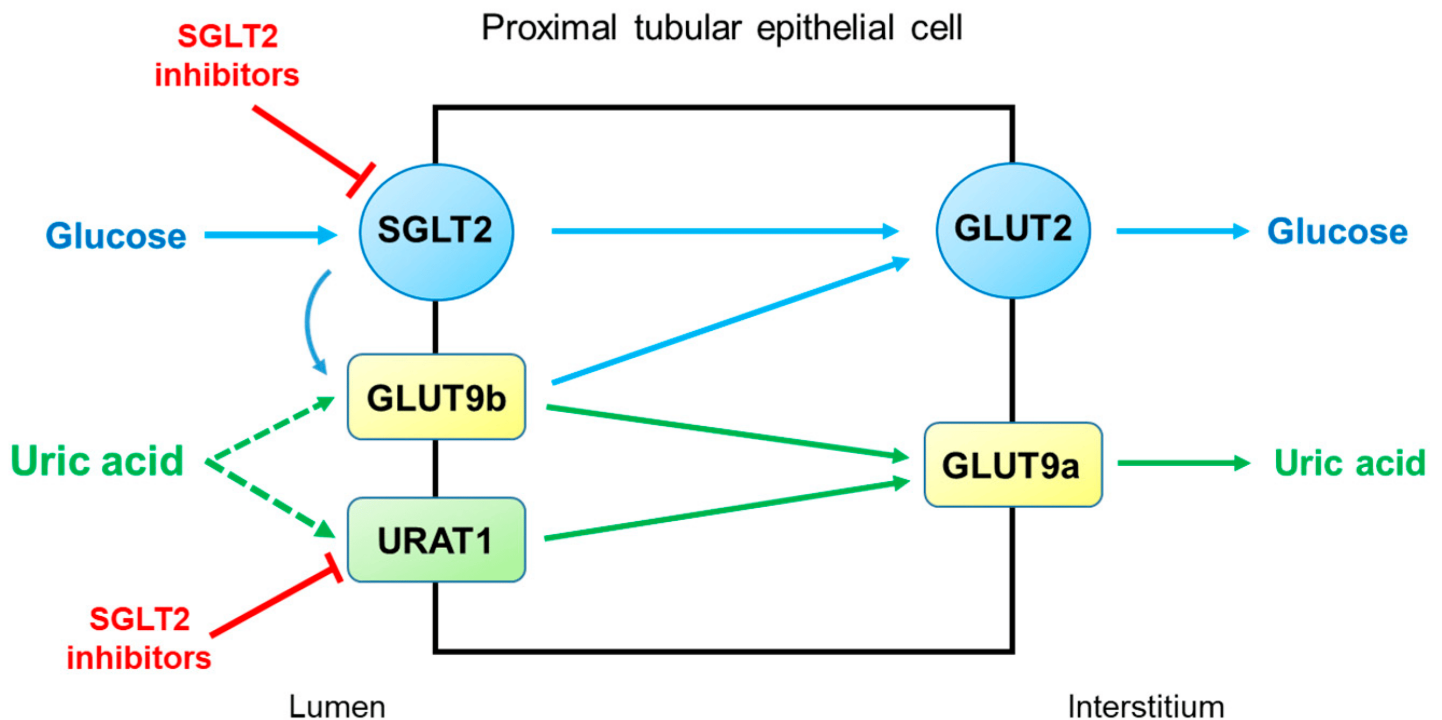 Proximal tubular epithelial cell
SGLT2
inhibitors
Glucose
SGLT2
GLUT2
Glucose
GLUT9b
Uric acid
GLUT9a
Uric acid
URAT1
SGLT2
inhibitors
Lumen
Interstitium